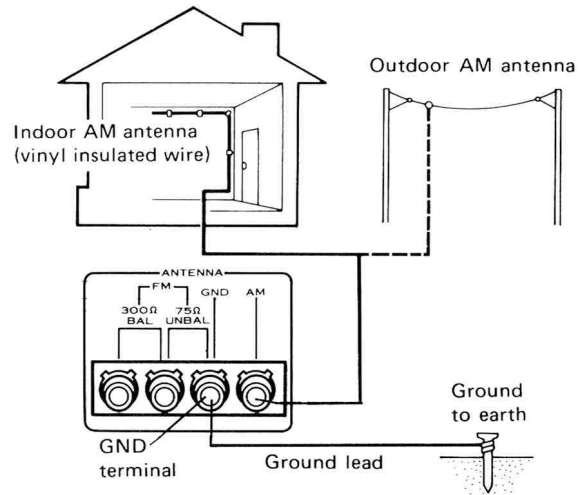 Outdoor AM antenna
Indoor AM antenna
(vinyl insulated wire)
ANTENNA
FM
GND
AM
300Ω
BAL
75Ω
UNBAL
Ground
to earth
GND
terminal
Ground lead